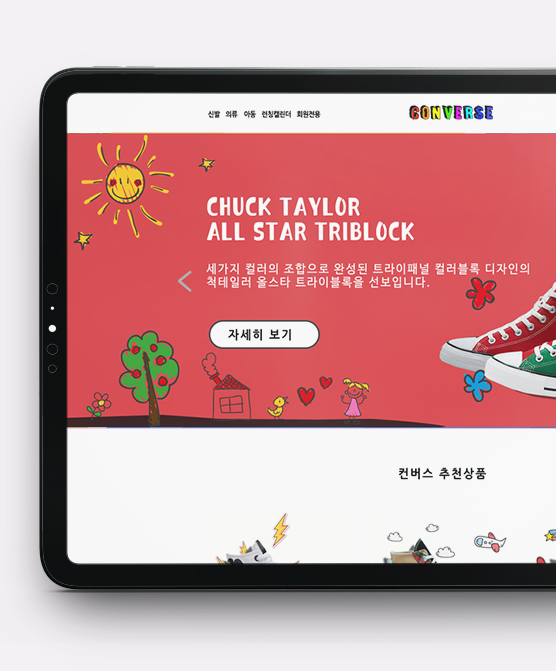 신발 의류 아동 런칭캘린더 회원전용
CONVERSE
CHUCK TAYLOR
ALL STAR TRIBLOCK
세가지 컬러의 조합으로 완성된 트라이패널 컬러블록 디자인의
척테일러 올스타 트라이블록을 선보입니다.
자세히 보기
컨버스 추천상품